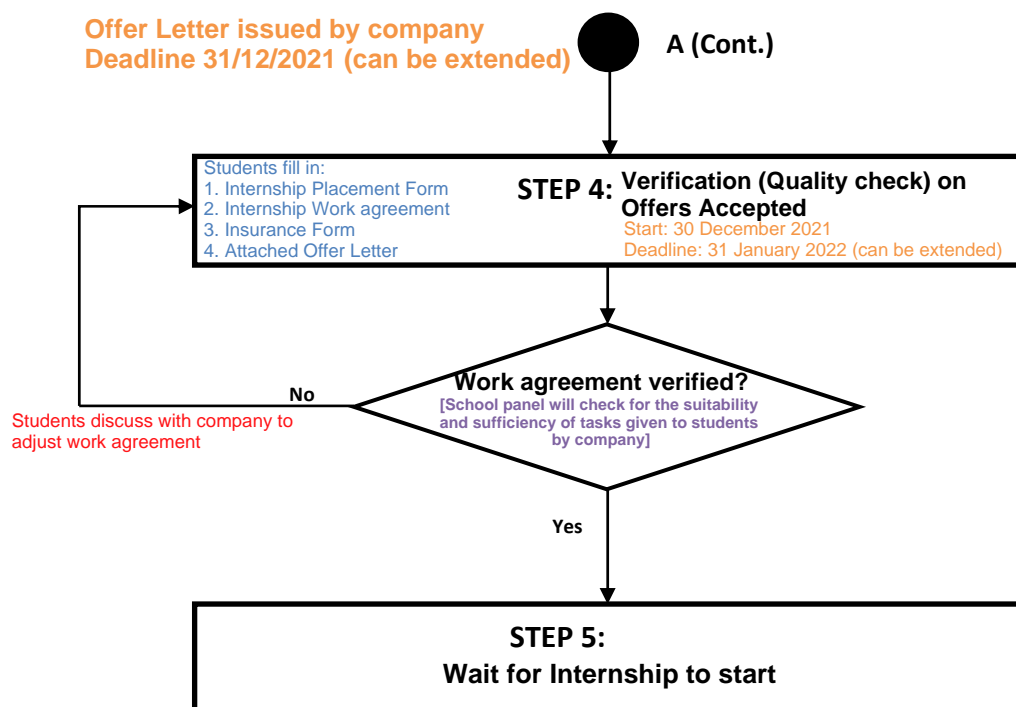 Offer Letter issued by company
Deadline 31/12/2021 (can be extended)
A (Cont.)
Students fill in:
1. Internship Placement Form
2. Internship Work agreement
3. Insurance Form
4. Attached Offer Letter
STEP 4: Verification (Quality check) on
Offers Accepted
Start: 30 December 2021
Deadline: 31 January 2022 (can be extended)
Work agreement verified?
[School panel will check for the suitability
and sufficiency of tasks given to students
by company]
No
Students discuss with company to
adjust work agreement
Yes
STEP 5:
Wait for Internship to start